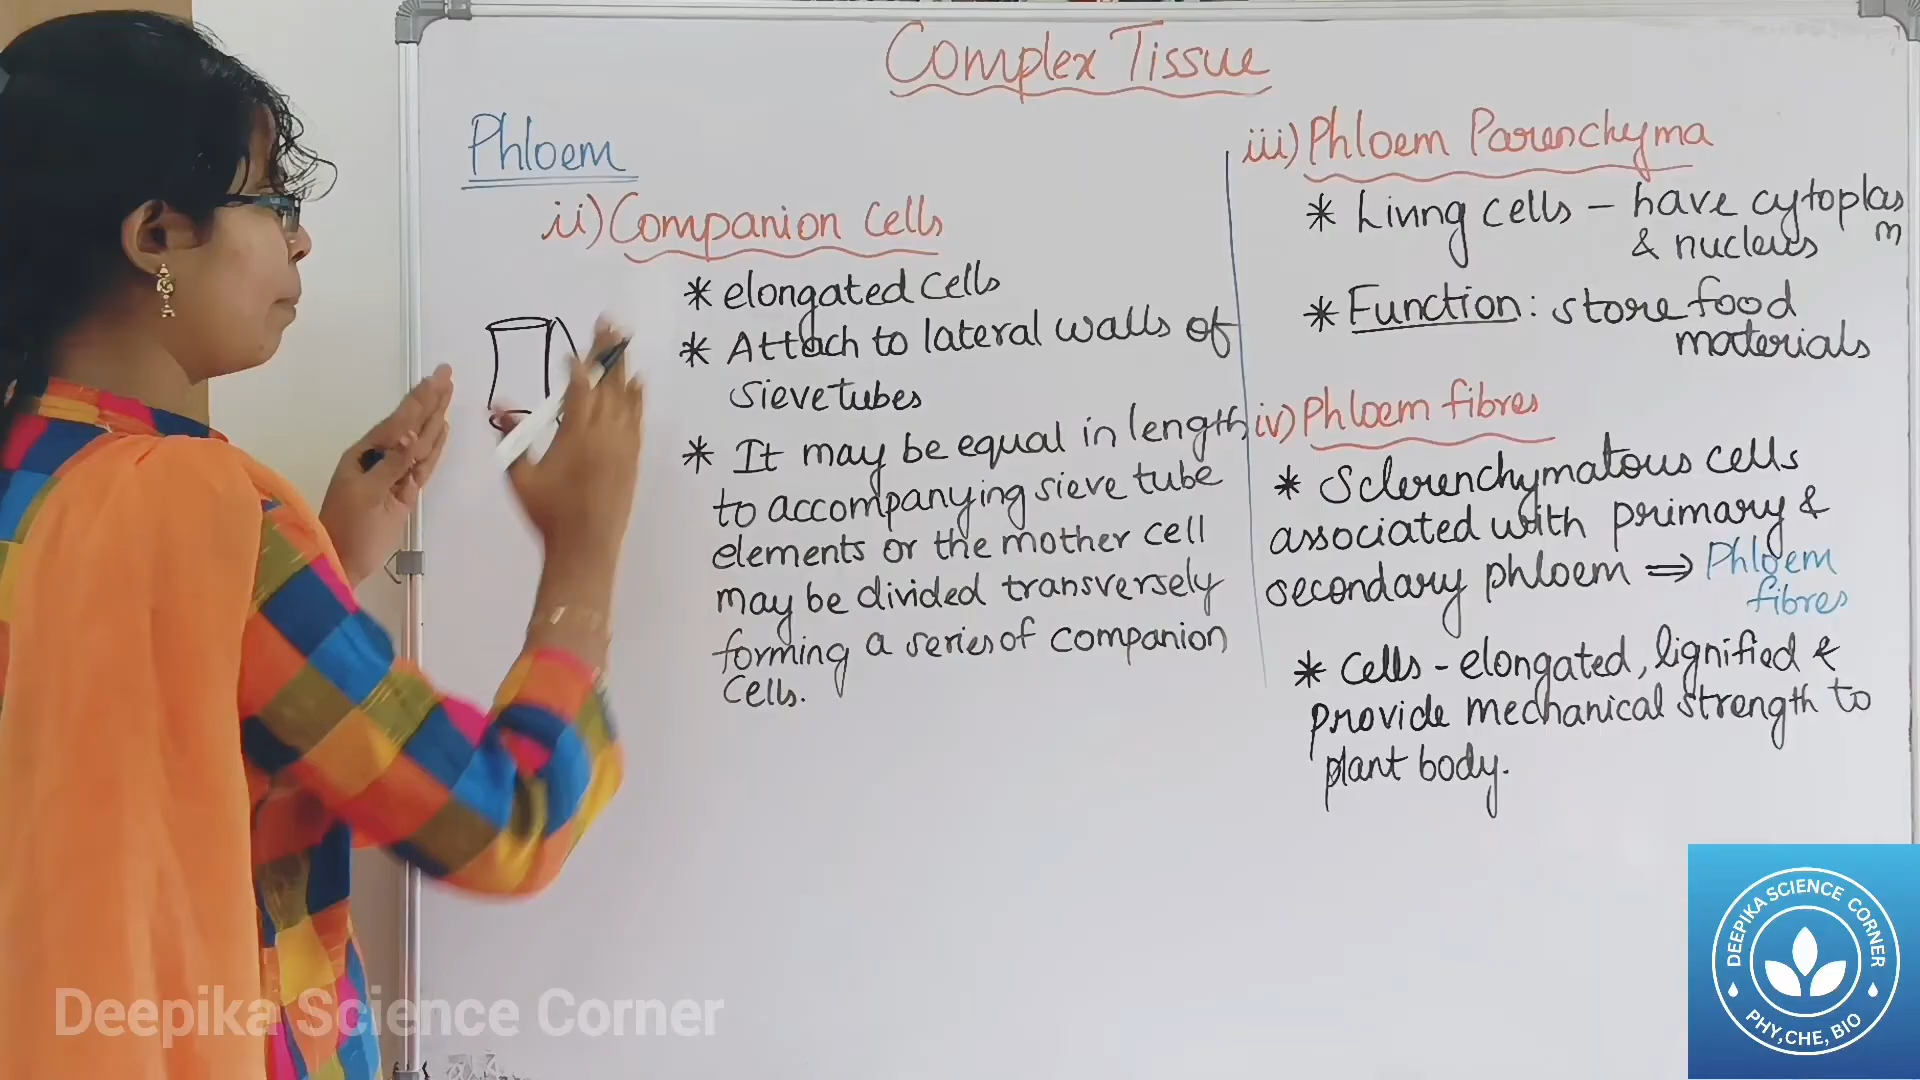 Complex Tissue
Phloem
ii) Companion Cells
* elongated cells
* Attach to lateral walls of
sieve tubes
* It may be equal in length
to accompanying sieve tube
elements or the mother cell
may be divided transversely
forming a series of companion
cells.
iii) Phloem Parenchyma
* Living cells - have cytoplas
m
& nucleus
* Function: store food
materials
iv) Phloem fibres
* Sclerenchymatous cells
associated with primary &
secondary phloem ⇒ Phloem
fibres
* Cells - elongated, lignified &
provide mechanical strength to
plant body.
DEEPIKA SCIENCE CORNER
PHY, CHE, BIO
Deepika Science Corner